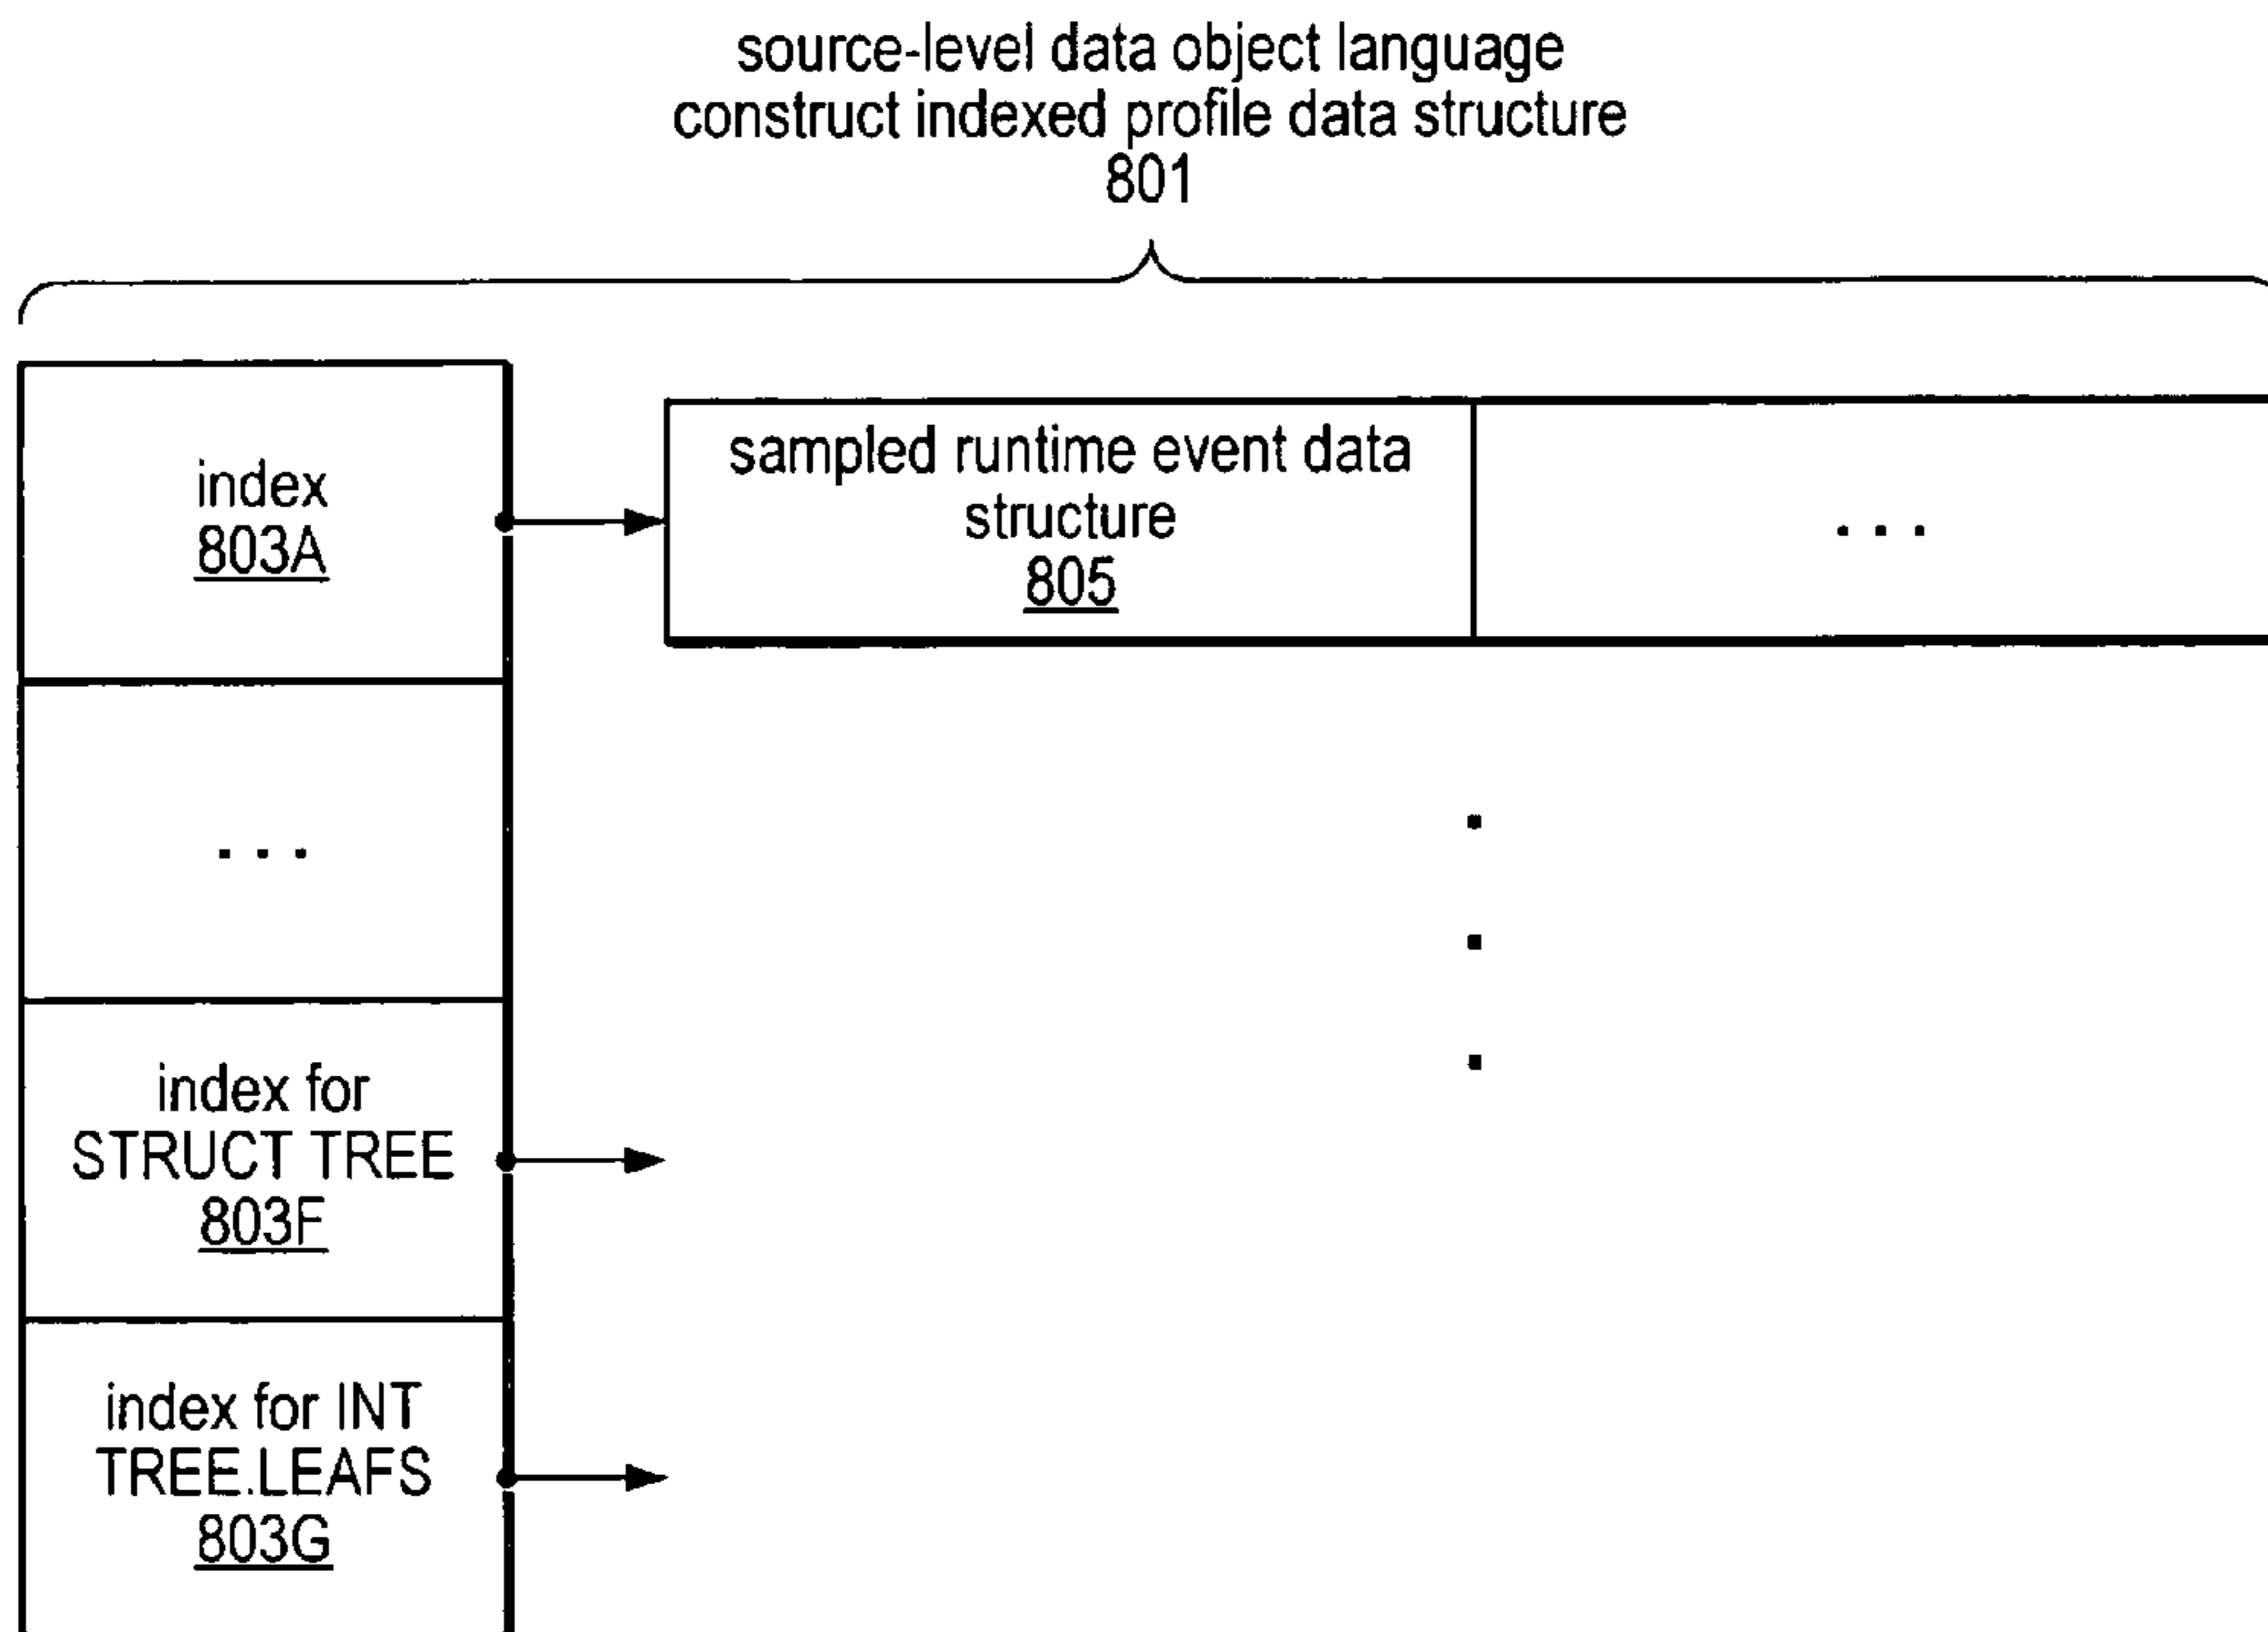 source-level data object language
construct indexed profile data structure
801
index
803A
sampled runtime event data
structure
805
. . .
. . .
index for
STRUCT TREE
803F
index for INT
TREE.LEAFS
803G